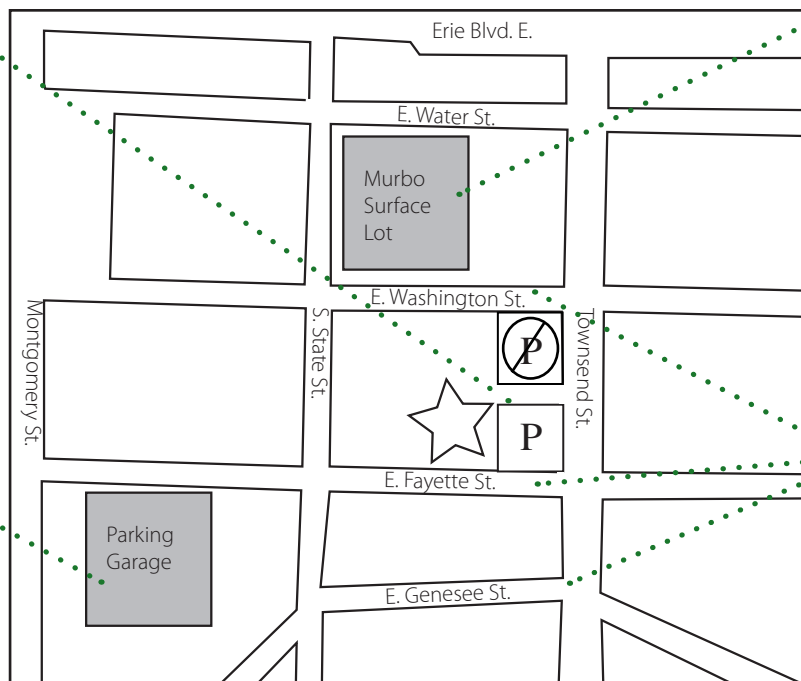 Erie Blvd. E.
E. Water St.
Murbo
Surface
Lot
E. Washington St.
Montgomery St.
S. State St.
Townsend St.
P
P
E. Fayette St.
Parking
Garage
E. Genesee St.